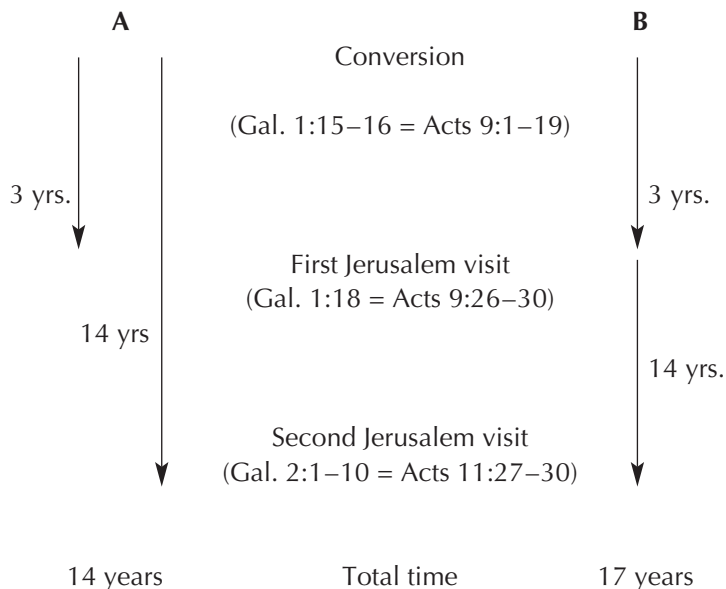 A B
Conversion
(Gal. 1:15–16 = Acts 9:1–19)
3 yrs. 3 yrs.
First Jerusalem visit
(Gal. 1:18 = Acts 9:26–30)
14 yrs
14 yrs.
Second Jerusalem visit
(Gal. 2:1–10 = Acts 11:27–30)
14 years Total time 17 years